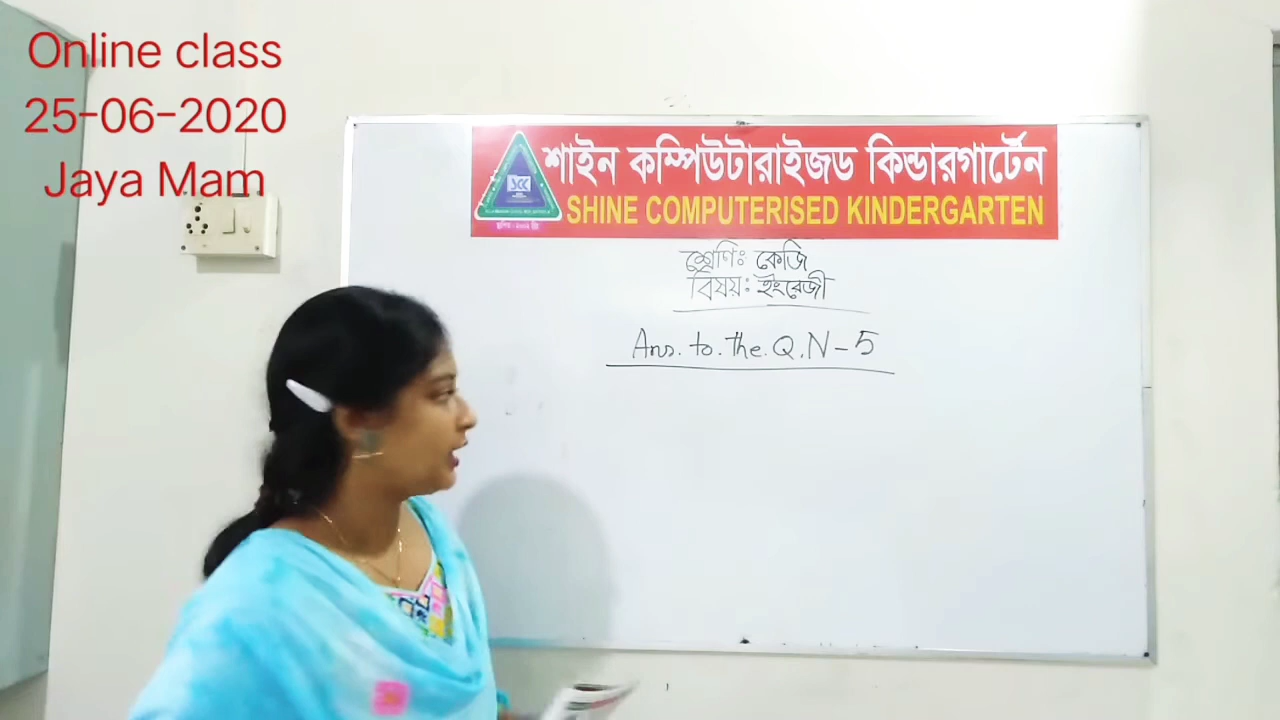 Online class
25-06-2020
Jaya Mam
শাইন কম্পিউটারাইজড কিন্ডারগার্টেন
SHINE COMPUTERISED KINDERGARTEN
শ্রেণিঃ কেজি
বিষয়ঃ ইংরেজী
Ans. to. the. Q. N - 5